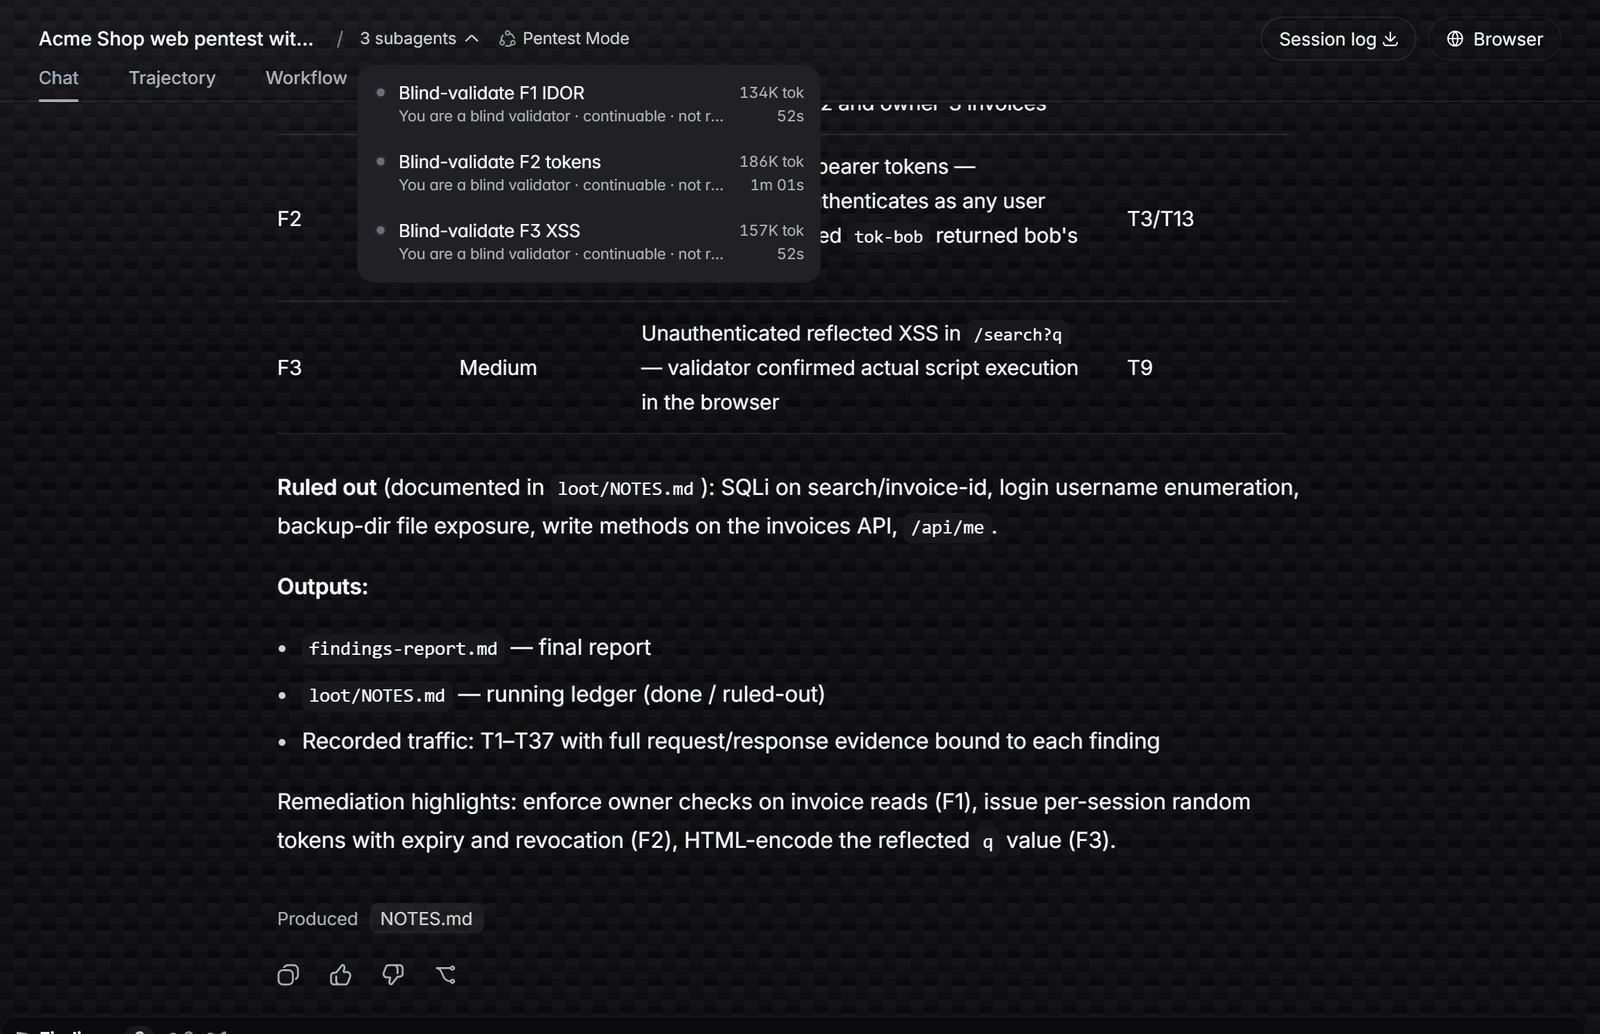 Acme Shop web pentest wit... / 3 subagents Pentest Mode Session log Browser
Chat Trajectory Workflow
Blind-validate F1 IDOR 134K tok
You are a blind validator · continuable · not r... 52s
Blind-validate F2 tokens 186K tok
You are a blind validator · continuable · not r... 1m 01s
Blind-validate F3 XSS 157K tok
You are a blind validator · continuable · not r... 52s
2 and owner 3 invoices
bearer tokens —
thenticates as any user
F2 ed tok-bob returned bob's T3/T13
Unauthenticated reflected XSS in /search?q
F3 Medium — validator confirmed actual script execution T9
in the browser
Ruled out (documented in loot/NOTES.md): SQLi on search/invoice-id, login username enumeration,
backup-dir file exposure, write methods on the invoices API, /api/me.
Outputs:
• findings-report.md — final report
• loot/NOTES.md — running ledger (done / ruled-out)
• Recorded traffic: T1–T37 with full request/response evidence bound to each finding
Remediation highlights: enforce owner checks on invoice reads (F1), issue per-session random
tokens with expiry and revocation (F2), HTML-encode the reflected q value (F3).
Produced NOTES.md